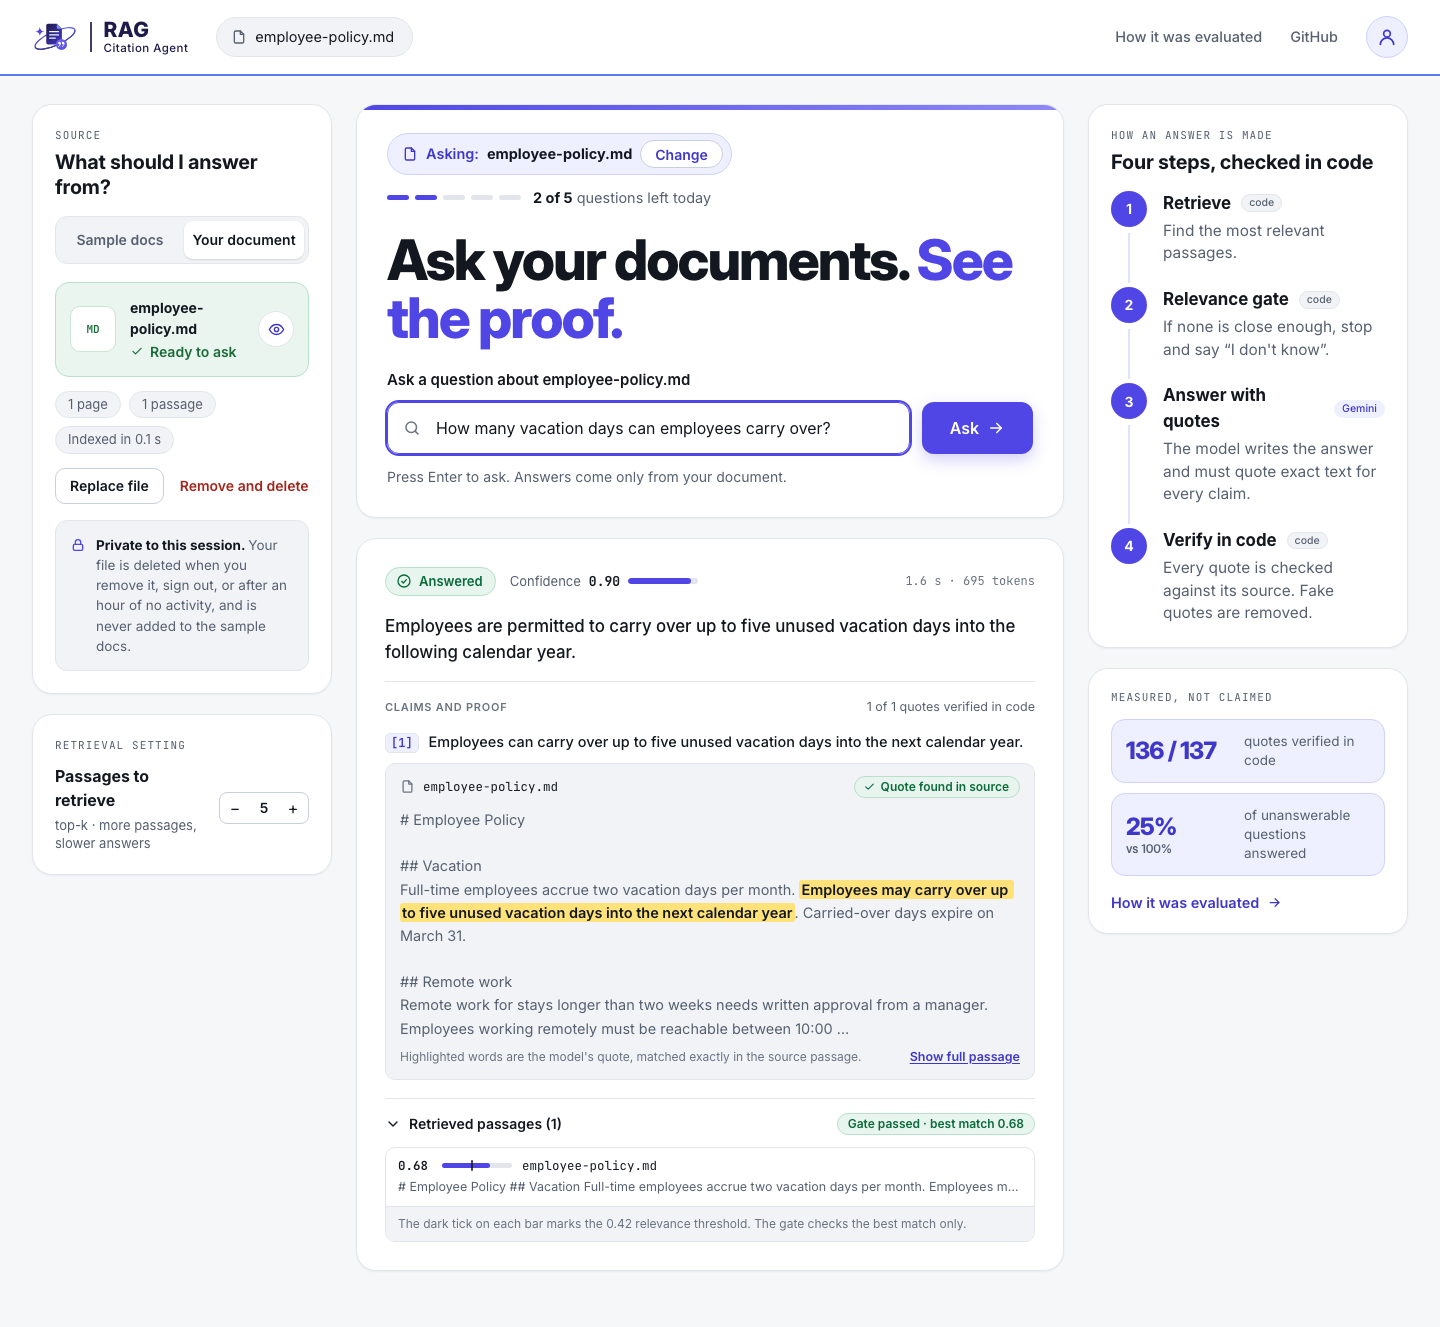 RAG
Citation Agent
employee-policy.md
How it was evaluated
GitHub
SOURCE
What should I answer
from?
Sample docs
Your document
MD
employee-
policy.md
Ready to ask
1 page
1 passage
Indexed in 0.1 s
Replace file
Remove and delete
Private to this session. Your
file is deleted when you
remove it, sign out, or after an
hour of no activity, and is
never added to the sample
docs.
RETRIEVAL SETTING
Passages to
retrieve
top-k · more passages,
slower answers
− 5 +
Asking: employee-policy.md Change
2 of 5 questions left today
Ask your documents. See
the proof.
Ask a question about employee-policy.md
How many vacation days can employees carry over?
Ask →
Press Enter to ask. Answers come only from your document.
Answered
Confidence 0.90
1.6 s · 695 tokens
Employees are permitted to carry over up to five unused vacation days into the
following calendar year.
CLAIMS AND PROOF
1 of 1 quotes verified in code
[1] Employees can carry over up to five unused vacation days into the next calendar year.
employee-policy.md
Quote found in source
# Employee Policy
## Vacation
Full-time employees accrue two vacation days per month. Employees may carry over up
to five unused vacation days into the next calendar year. Carried-over days expire on
March 31.
## Remote work
Remote work for stays longer than two weeks needs written approval from a manager.
Employees working remotely must be reachable between 10:00 ...
Highlighted words are the model's quote, matched exactly in the source passage.
Show full passage
Retrieved passages (1)
Gate passed · best match 0.68
0.68
employee-policy.md
# Employee Policy ## Vacation Full-time employees accrue two vacation days per month. Employees m...
The dark tick on each bar marks the 0.42 relevance threshold. The gate checks the best match only.
HOW AN ANSWER IS MADE
Four steps, checked in code
1
Retrieve code
Find the most relevant
passages.
2
Relevance gate code
If none is close enough, stop
and say “I don't know”.
3
Answer with
quotes
Gemini
The model writes the answer
and must quote exact text for
every claim.
4
Verify in code code
Every quote is checked
against its source. Fake
quotes are removed.
MEASURED, NOT CLAIMED
136 / 137
quotes verified in
code
25%
vs 100%
of unanswerable
questions
answered
How it was evaluated →